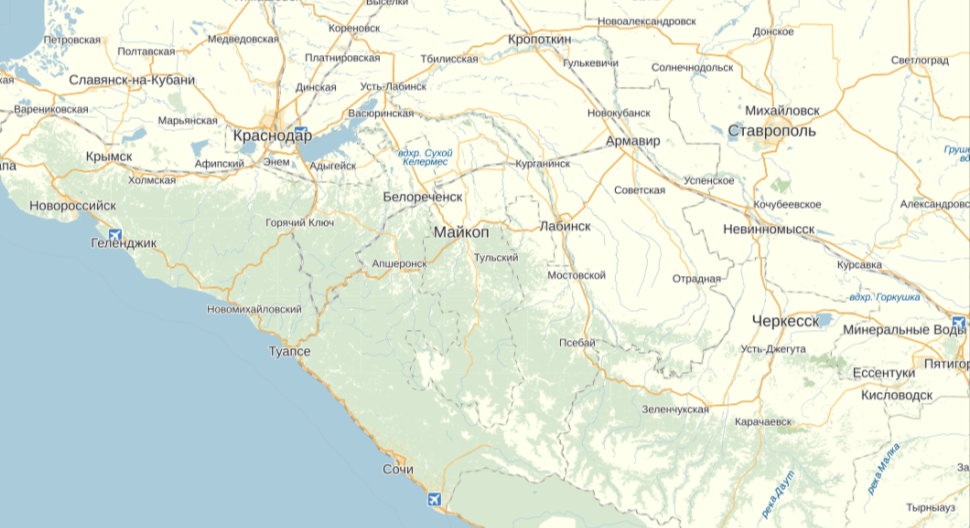 Выселки
Новоалександровск
Кореновск
Донское
Петровская
Медведовская
Кропоткин
Полтавская
Платнировская
Тбилисская
Гулькевичи
Светлоград
Солнечнодольск
Славянск-на-Кубани
Динская
Усть-Лабинск
Варениковская
Михайловск
Марьянская
Васюринская
Новокубанск
Ставрополь
Краснодар
Армавир
вдхр. Сухой
Келермес
Крымск
Афипский
Энем
Адыгейск
Курганинск
Холмская
Успенское
Советская
Белореченск
Новороссийск
Кочубеевское
Горячий Ключ
Лабинск
Невинномысск
Майкоп
Геленджик
Тульский
Апшеронск
Курсавка
Мостовской
Отрадная
вдхр. Горкушка
Новомихайловский
Черкесск
Минеральные Воды
Псебай
Усть-Джегута
Туапсе
Ессентуки
Кисловодск
Зеленчукская
Карачаевск
Сочи
река Малка
река Даут
Тырныауз